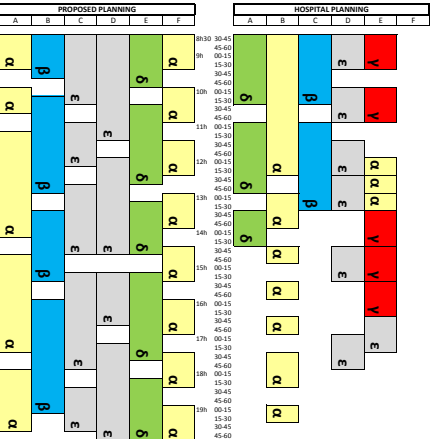 PROPOSED PLANNING
A B C D E F
α α α α α
β β β β
ε ε ε ε ε
ε ε ε ε
δ δ δ δ δ
α α α α α α α α
8h30 30-45
45-60
9h 00-15
15-30
30-45
45-60
10h 00-15
15-30
30-45
45-60
11h 00-15
15-30
30-45
45-60
12h 00-15
15-30
30-45
45-60
13h 00-15
15-30
30-45
45-60
14h 00-15
15-30
30-45
45-60
15h 00-15
15-30
30-45
45-60
16h 00-15
15-30
30-45
45-60
17h 00-15
15-30
30-45
45-60
18h 00-15
15-30
30-45
45-60
19h 00-15
15-30
30-45
45-60
HOSPITAL PLANNING
A B C D E F
δ δ δ
α α α α α α α
β β
ε ε ε ε ε ε
γ γ α α α γ γ γ ε